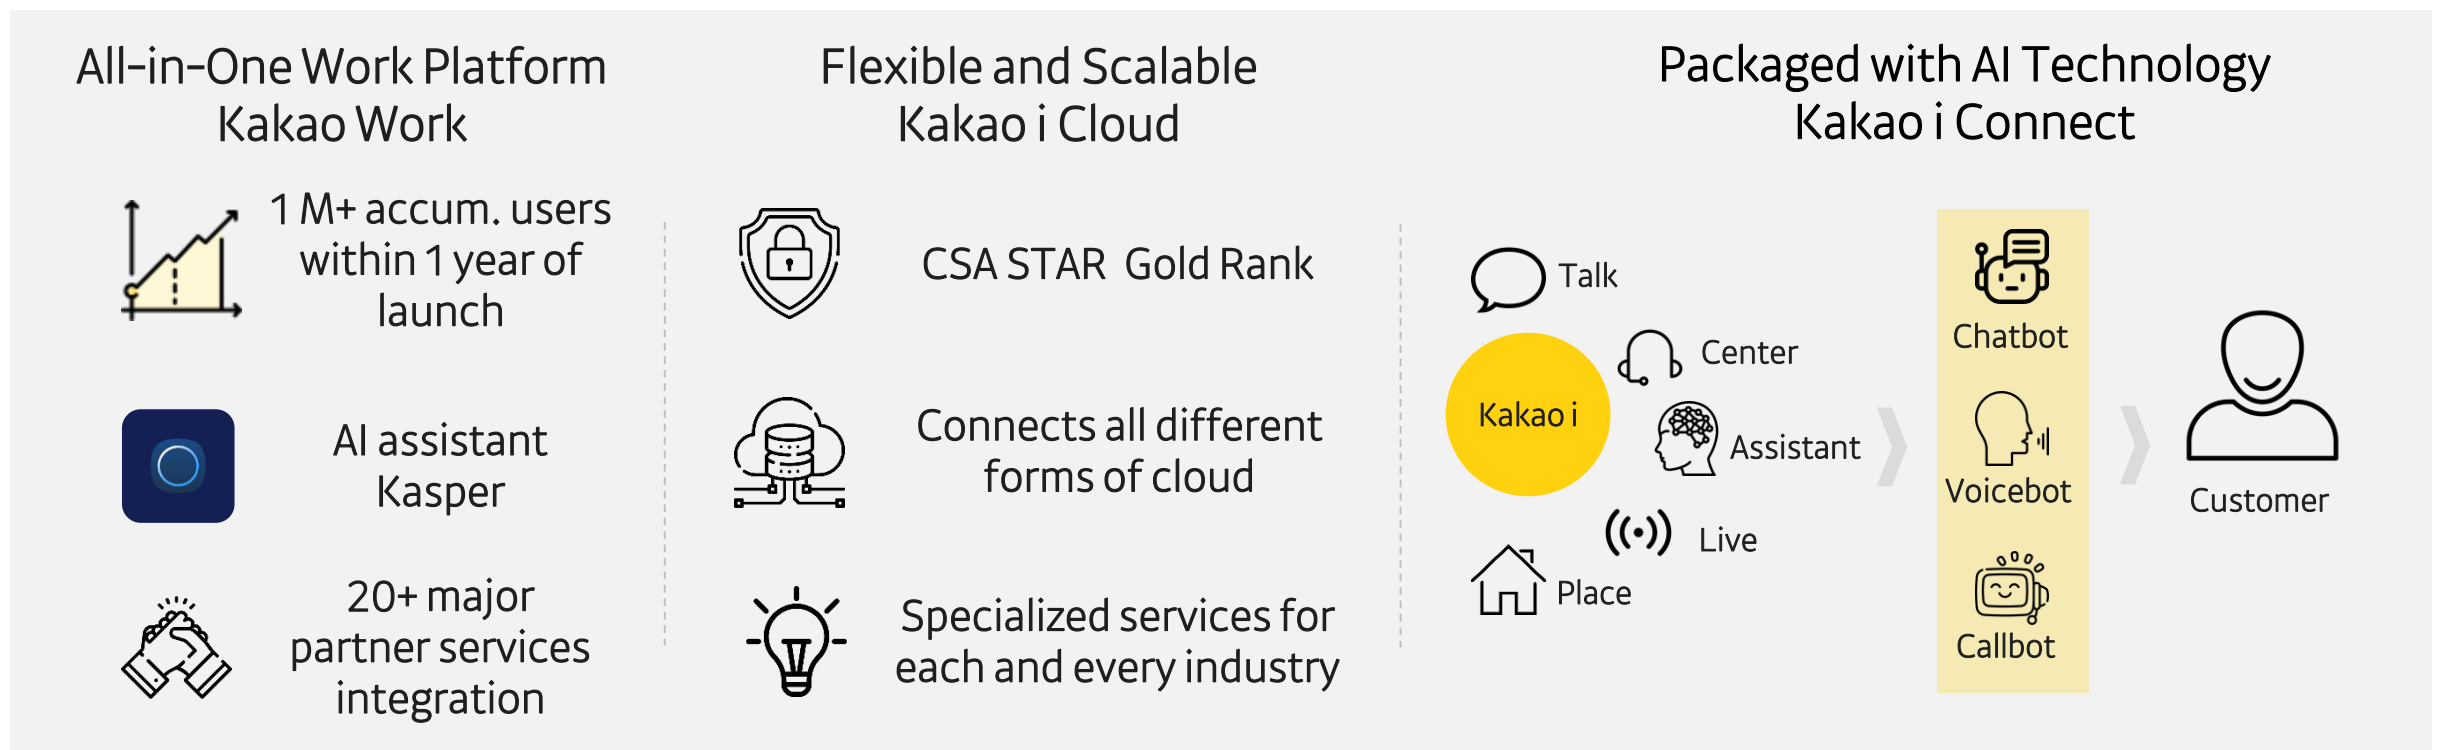 All-in-One Work Platform
Kakao Work
1 M+ accum. users
within 1 year of
launch
AI assistant
Kasper
20+ major
partner services
integration
Flexible and Scalable
Kakao i Cloud
CSA STAR  Gold Rank
Connects all different
forms of cloud
Specialized services for
each and every industry
Packaged with AI Technology
Kakao i Connect
Talk
Center
Kakao i
Assistant
Live
Place
Chatbot
Voicebot
Callbot
Customer